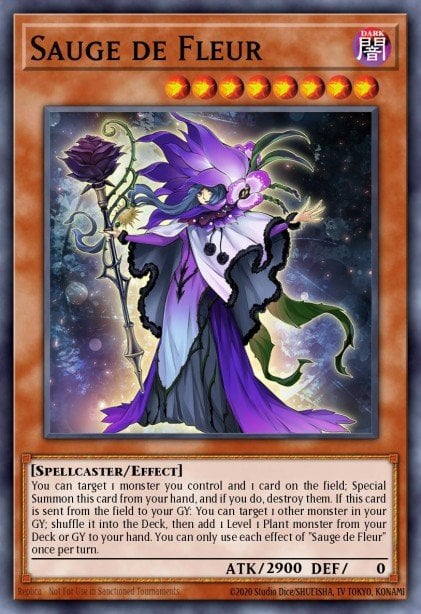 Sauge de Fleur
DARK
闇
[Spellcaster/Effect]
You can target 1 monster you control and 1 card on the field; Special
Summon this card from your hand, and if you do, destroy them. If this card
is sent from the field to your GY: You can target 1 other monster in your
GY; shuffle it into the Deck, then add 1 Level 1 Plant monster from your
Deck or GY to your hand. You can only use each effect of "Sauge de Fleur"
once per turn.
ATK/2900 DEF/ 0
Replica - Not For Use in Sanctioned Tournaments
©2020 Studio Dice/SHUEISHA, TV TOKYO, KONAMI